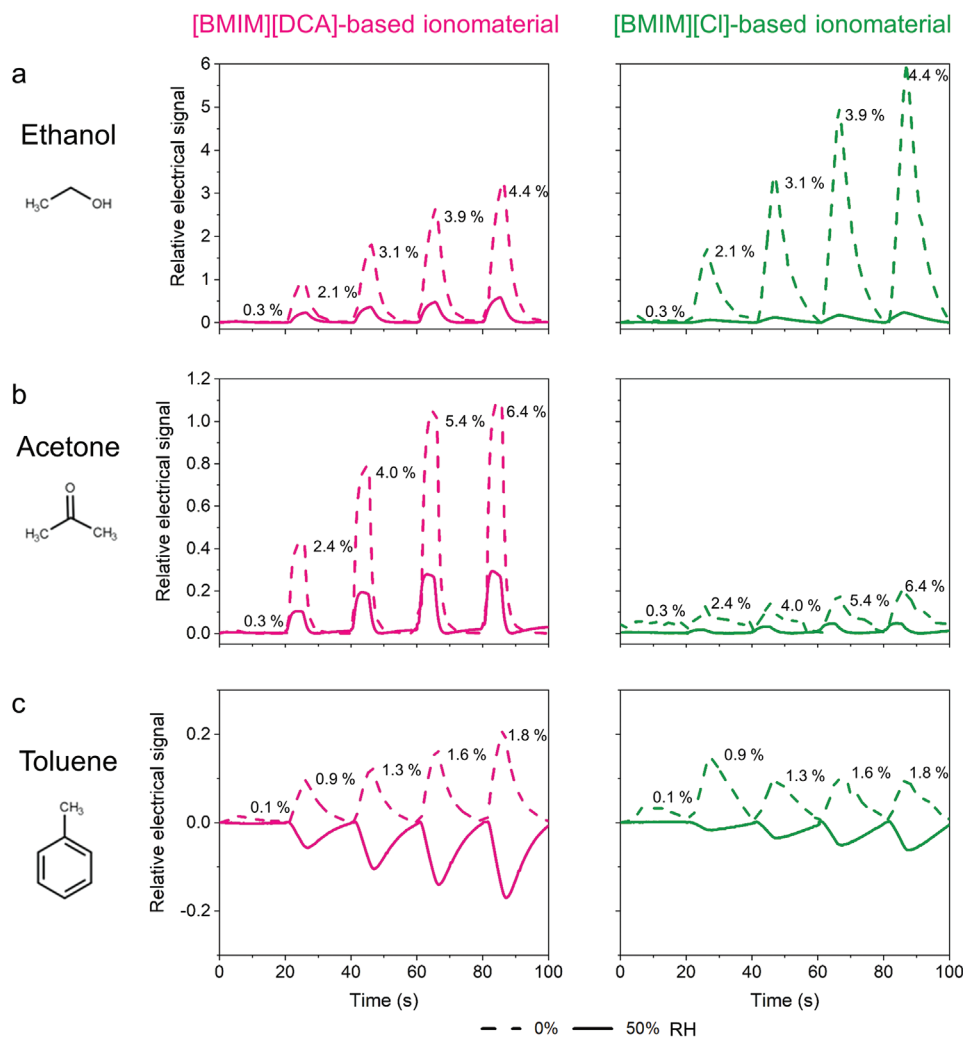 [BMIM][DCA]-based ionomaterial
[BMIM][Cl]-based ionomaterial
a
Ethanol
H3C
OH
Relative electrical signal
6
5
4
3
2
1
0
0.3 %
2.1 %
3.1 %
3.9 %
4.4 %
0.3 %
2.1 %
3.1 %
3.9 %
4.4 %
b
Acetone
O
H3C
CH3
Relative electrical signal
1.2
1.0
0.8
0.6
0.4
0.2
0.0
0.3 %
2.4 %
4.0 %
5.4 %
6.4 %
0.3 %
2.4 %
4.0 %
5.4 %
6.4 %
c
Toluene
CH3
Relative electrical signal
0.2
0.0
-0.2
0.1 %
0.9 %
1.3 %
1.6 %
1.8 %
0.1 %
0.9 %
1.3 %
1.6 %
1.8 %
0 20 40 60 80 100
0 20 40 60 80 100
Time (s)
Time (s)
0% 50% RH